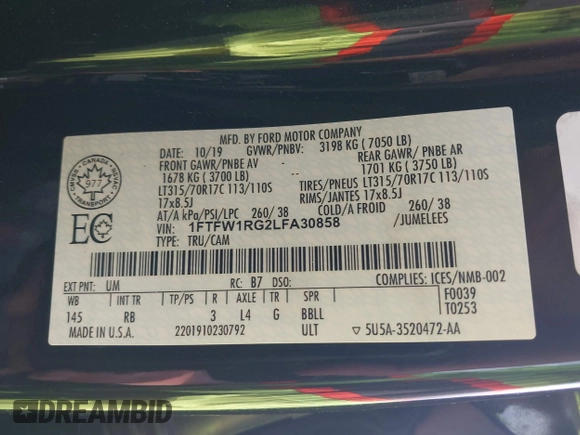 MFD. BY FORD MOTOR COMPANY
DATE: 10/19 GVWR/PNBV: 3198 KG ( 7050 LB)
FRONT GAWR/PNBE AV REAR GAWR/ PNBE AR
1678 KG ( 3700 LB) 1701 KG ( 3750 LB)
LT315/70R17C 113/110S TIRES/PNEUS LT315/70R17C 113/110S
17x8.5J RIMS/JANTES 17x8.5J
AT/A kPa/PSI/LPC 260/ 38 COLD/A FROID 260/ 38
VIN: 1FTFW1RG2LFA30858 /JUMELEES
TYPE: TRU/CAM
CANADA
CMVSS NSVAC
977
TRANSPORT
EC
EXT PNT: UM RC: B7 DSO: COMPLIES: ICES/NMB-002
WB INT TR TP/PS R AXLE TR SPR F0039
145 RB 3 L4 G BBLL T0253
MADE IN U.S.A. 2201910230792 ULT ▽ 5U5A-3520472-AA
DREAMBID